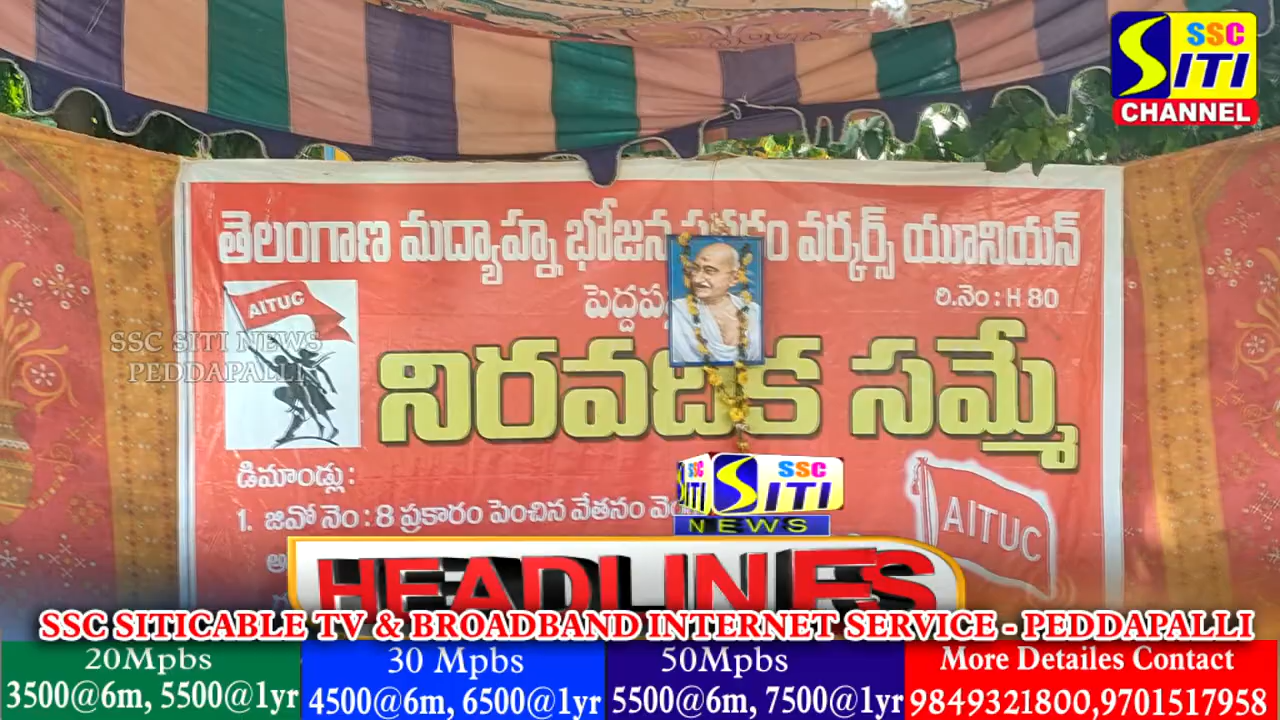 SSC
SITI
CHANNEL
తెలంగాణ మద్యాహ్న భోజన వర్కర్స్ యూనియన్
రి.నెం : H 80
AITUC
SSC SITI NEWS
PEDDAPALLI
నిరవధిక సమ్మే
డిమాండ్లు :
1. జివో నెం : 8 ప్రకారం పెంచిన వేతనం
SSC
SITI
NEWS
AITUC
HEADLINES
SSC SITICABLE TV & BROADBAND INTERNET SERVICE - PEDDAPALLI
20Mpbs
3500@6m, 5500@1yr
30 Mpbs
4500@6m, 6500@1yr
50Mpbs
5500@6m, 7500@1yr
More Detailes Contact
9849321800,9701517958